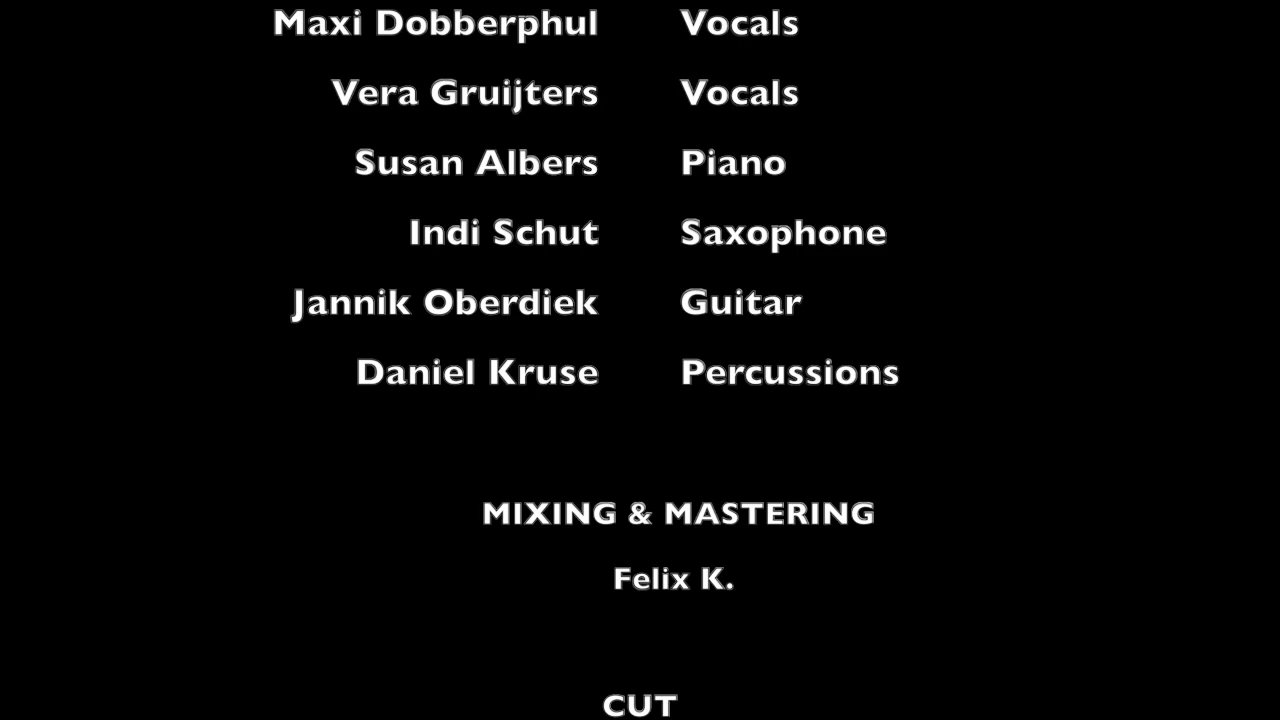 Maxi Dobberphul Vocals
Vera Gruijters Vocals
Susan Albers Piano
Indi Schut Saxophone
Jannik Oberdiek Guitar
Daniel Kruse Percussions
MIXING & MASTERING
Felix K.
CUT